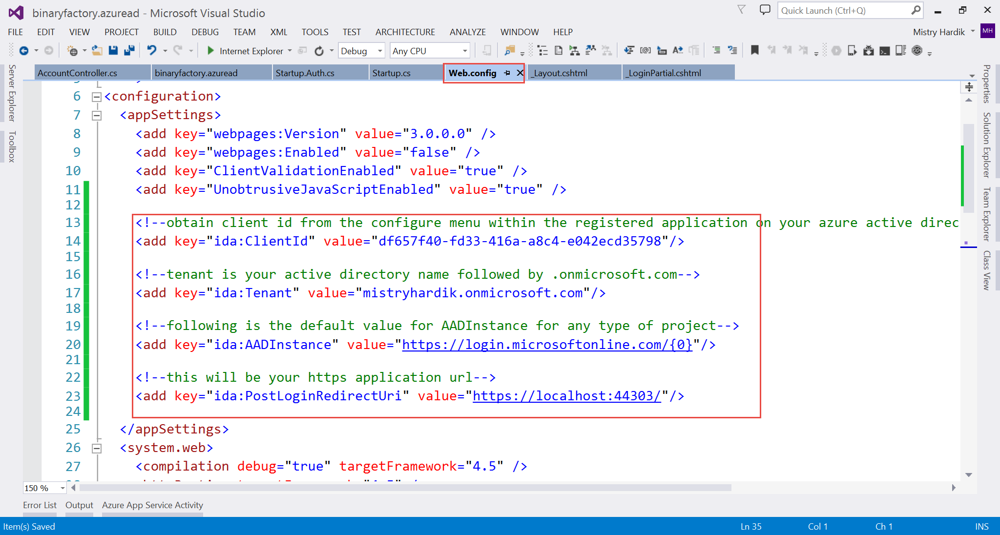 binaryfactory.azuread - Microsoft Visual Studio
Quick Launch (Ctrl+Q)
FILE EDIT VIEW PROJECT BUILD DEBUG TEAM XML TOOLS TEST ARCHITECTURE ANALYZE WINDOW HELP
Mistry Hardik MH
Internet Explorer Debug Any CPU
AccountController.cs binaryfactory.azuread Startup.Auth.cs Startup.cs Web.config _Layout.cshtml _LoginPartial.cshtml
Server Explorer
Toolbox
6 <configuration>
7 <appSettings>
8 <add key="webpages:Version" value="3.0.0.0" />
9 <add key="webpages:Enabled" value="false" />
10 <add key="ClientValidationEnabled" value="true" />
11 <add key="UnobtrusiveJavaScriptEnabled" value="true" />
12
13 <!--obtain client id from the configure menu within the registered application on your azure active direc
14 <add key="ida:ClientId" value="df657f40-fd33-416a-a8c4-e042ecd35798"/>
15
16 <!--tenant is your active directory name followed by .onmicrosoft.com-->
17 <add key="ida:Tenant" value="mistryhardik.onmicrosoft.com"/>
18
19 <!--following is the default value for AADInstance for any type of project-->
20 <add key="ida:AADInstance" value="https://login.microsoftonline.com/{0}"/>
21
22 <!--this will be your https application url-->
23 <add key="ida:PostLoginRedirectUri" value="https://localhost:44303/"/>
24
25 </appSettings>
26 <system.web>
27 <compilation debug="true" targetFramework="4.5" />
Properties
Solution Explorer
Team Explorer
Class View
150 %
Error List Output Azure App Service Activity
Item(s) Saved Ln 35 Col 1 Ch 1 INS